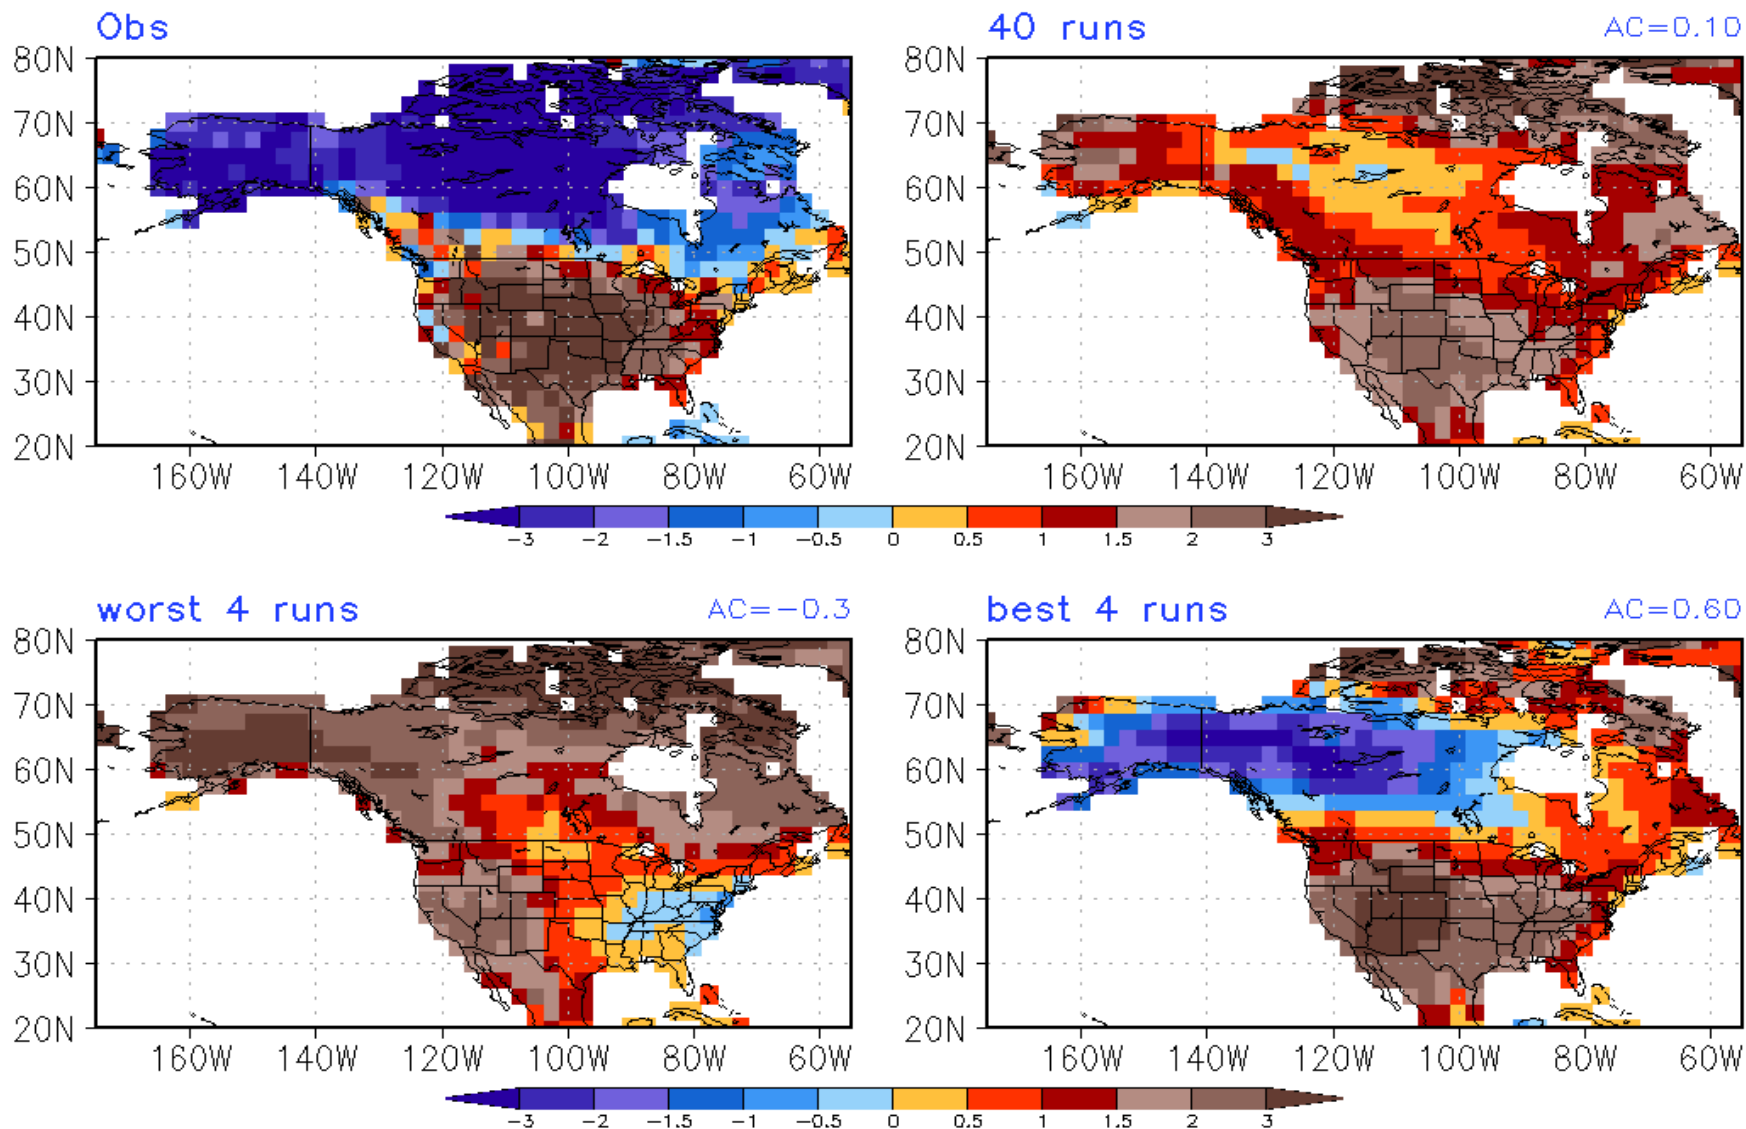 Obs
40 runs AC=0.10
80N 80N
70N 70N
60N 60N
50N 50N
40N 40N
30N 30N
20N 20N
160W 140W 120W 100W 80W 60W 160W 140W 120W 100W 80W 60W
-3 -2 -1.5 -1 -0.5 0 0.5 1 1.5 2 3
worst 4 runs AC=-0.3
best 4 runs AC=0.60
80N 80N
70N 70N
60N 60N
50N 50N
40N 40N
30N 30N
20N 20N
160W 140W 120W 100W 80W 60W 160W 140W 120W 100W 80W 60W
-3 -2 -1.5 -1 -0.5 0 0.5 1 1.5 2 3